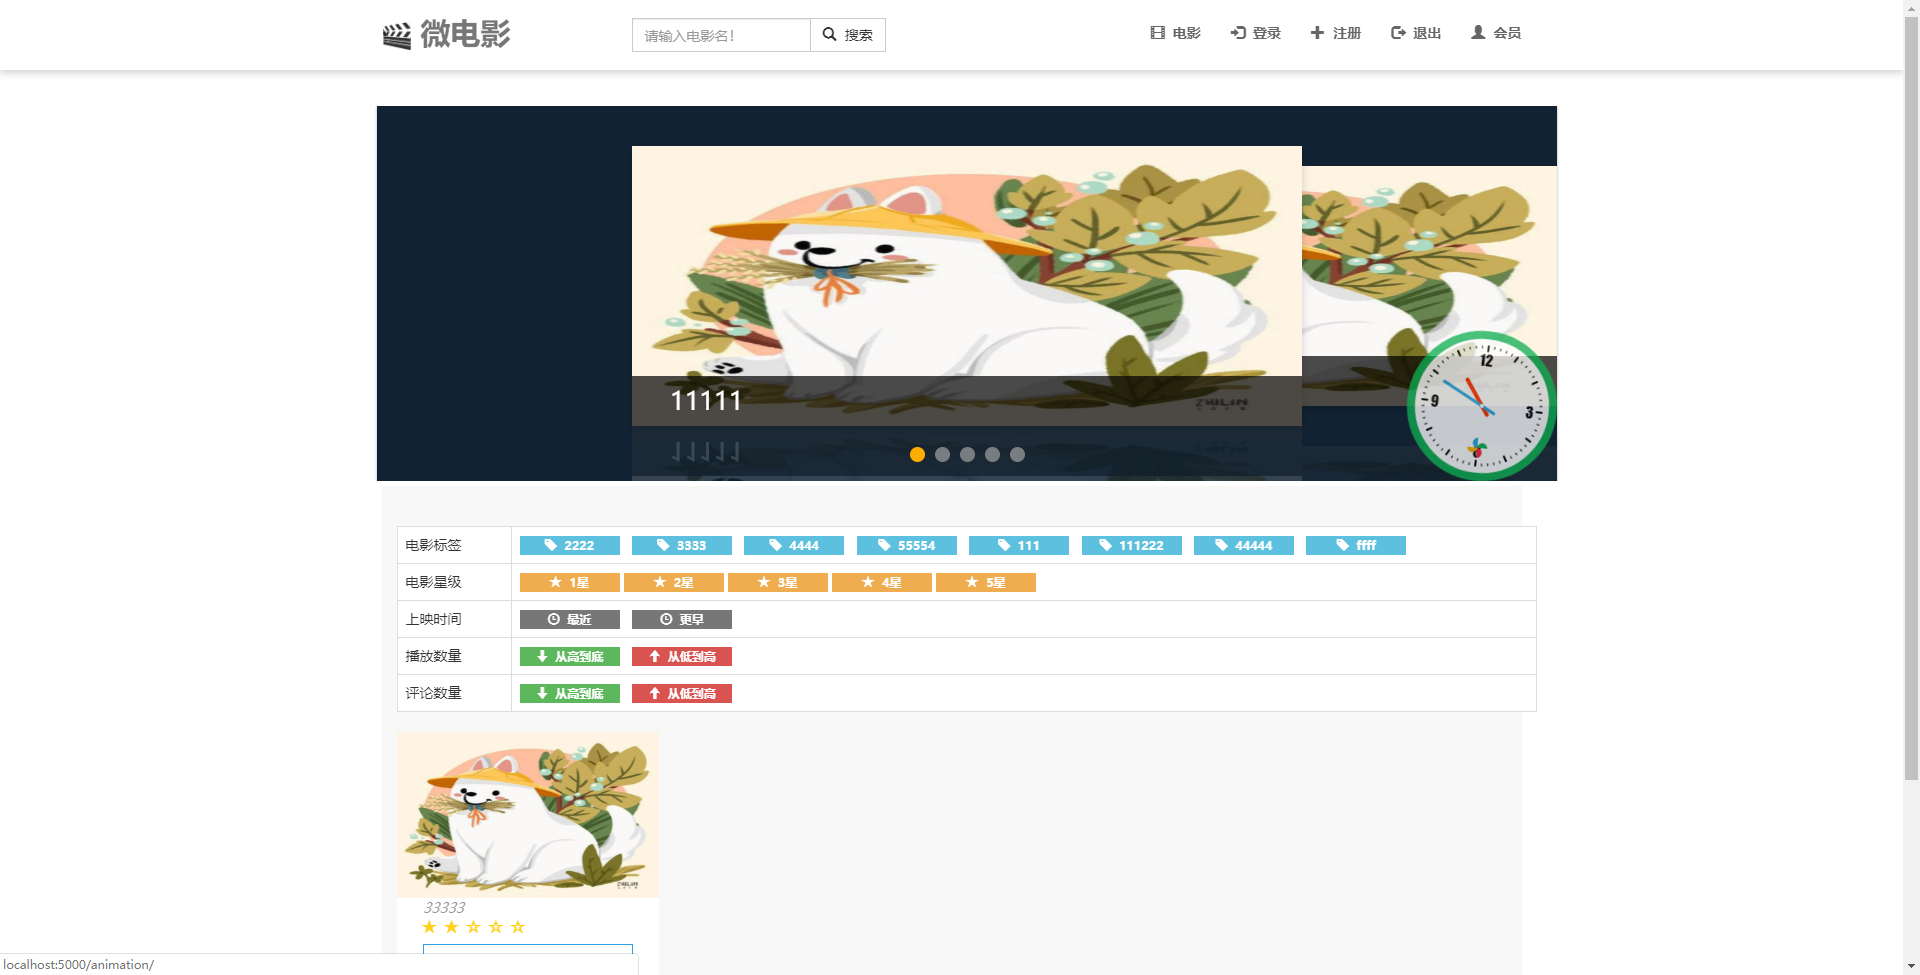 微电影
请输入电影名!
搜索
电影 登录 注册 退出 会员
12
9
3
11111
ZHILIN
电影标签 2222 3333 4444 55554 111 111222 44444 ffff
电影星级 1星 2星 3星 4星 5星
上映时间 最近 更早
播放数量 从高到底 从低到高
评论数量 从高到底 从低到高
ZHILIN
33333
localhost:5000/animation/